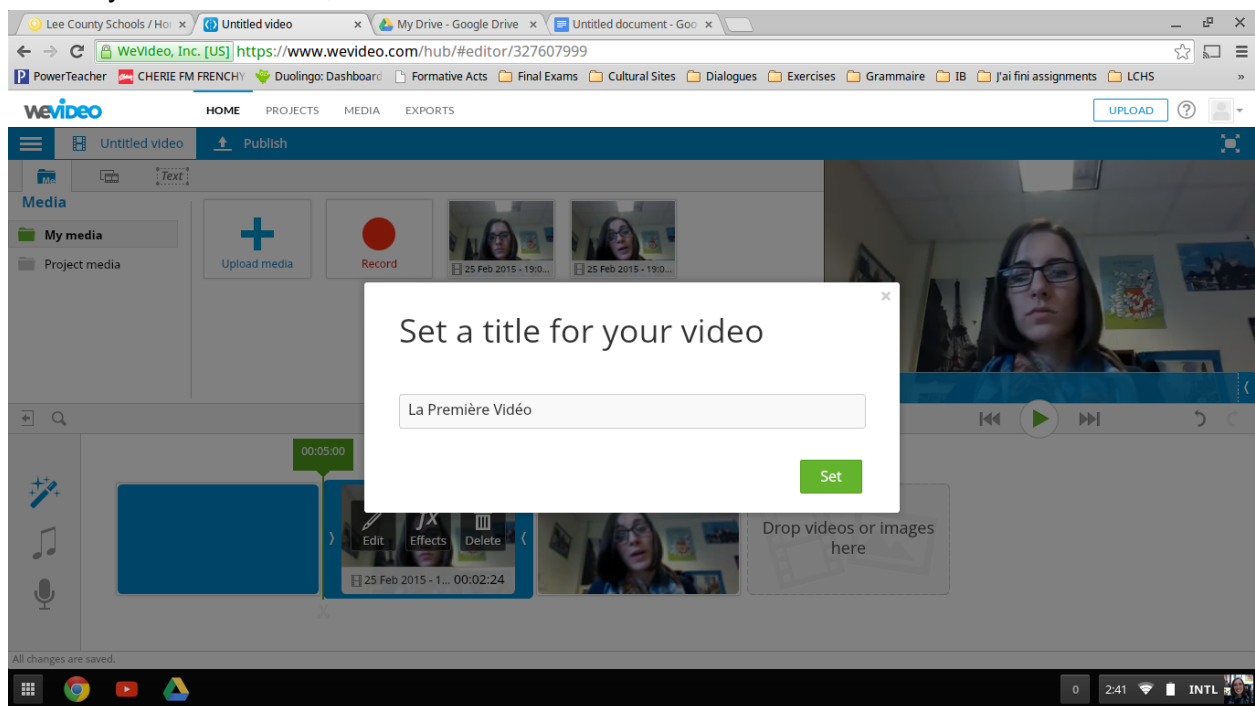 Lee County Schools / Ho
Untitled video
My Drive - Google Drive
Untitled document - Goo
WeVideo, Inc. [US] https://www.wevideo.com/hub/#editor/327607999
PowerTeacher CHERIE FM FRENCHY Duolingo: Dashboard Formative Acts Final Exams Cultural Sites Dialogues Exercises Grammaire IB J'ai fini assignments LCHS »
WeVIDEO HOME PROJECTS MEDIA EXPORTS UPLOAD ?
Untitled video Publish
Me Text
Media
My media
Project media
Upload media
Record
25 Feb 2015 - 19:0...
25 Feb 2015 - 19:0...
Set a title for your video
La Première Vidéo
Set
00:05:00
Edit fx Effects Delete
25 Feb 2015 - 1... 00:02:24
Drop videos or images
here
All changes are saved.
0 2:41 INTL